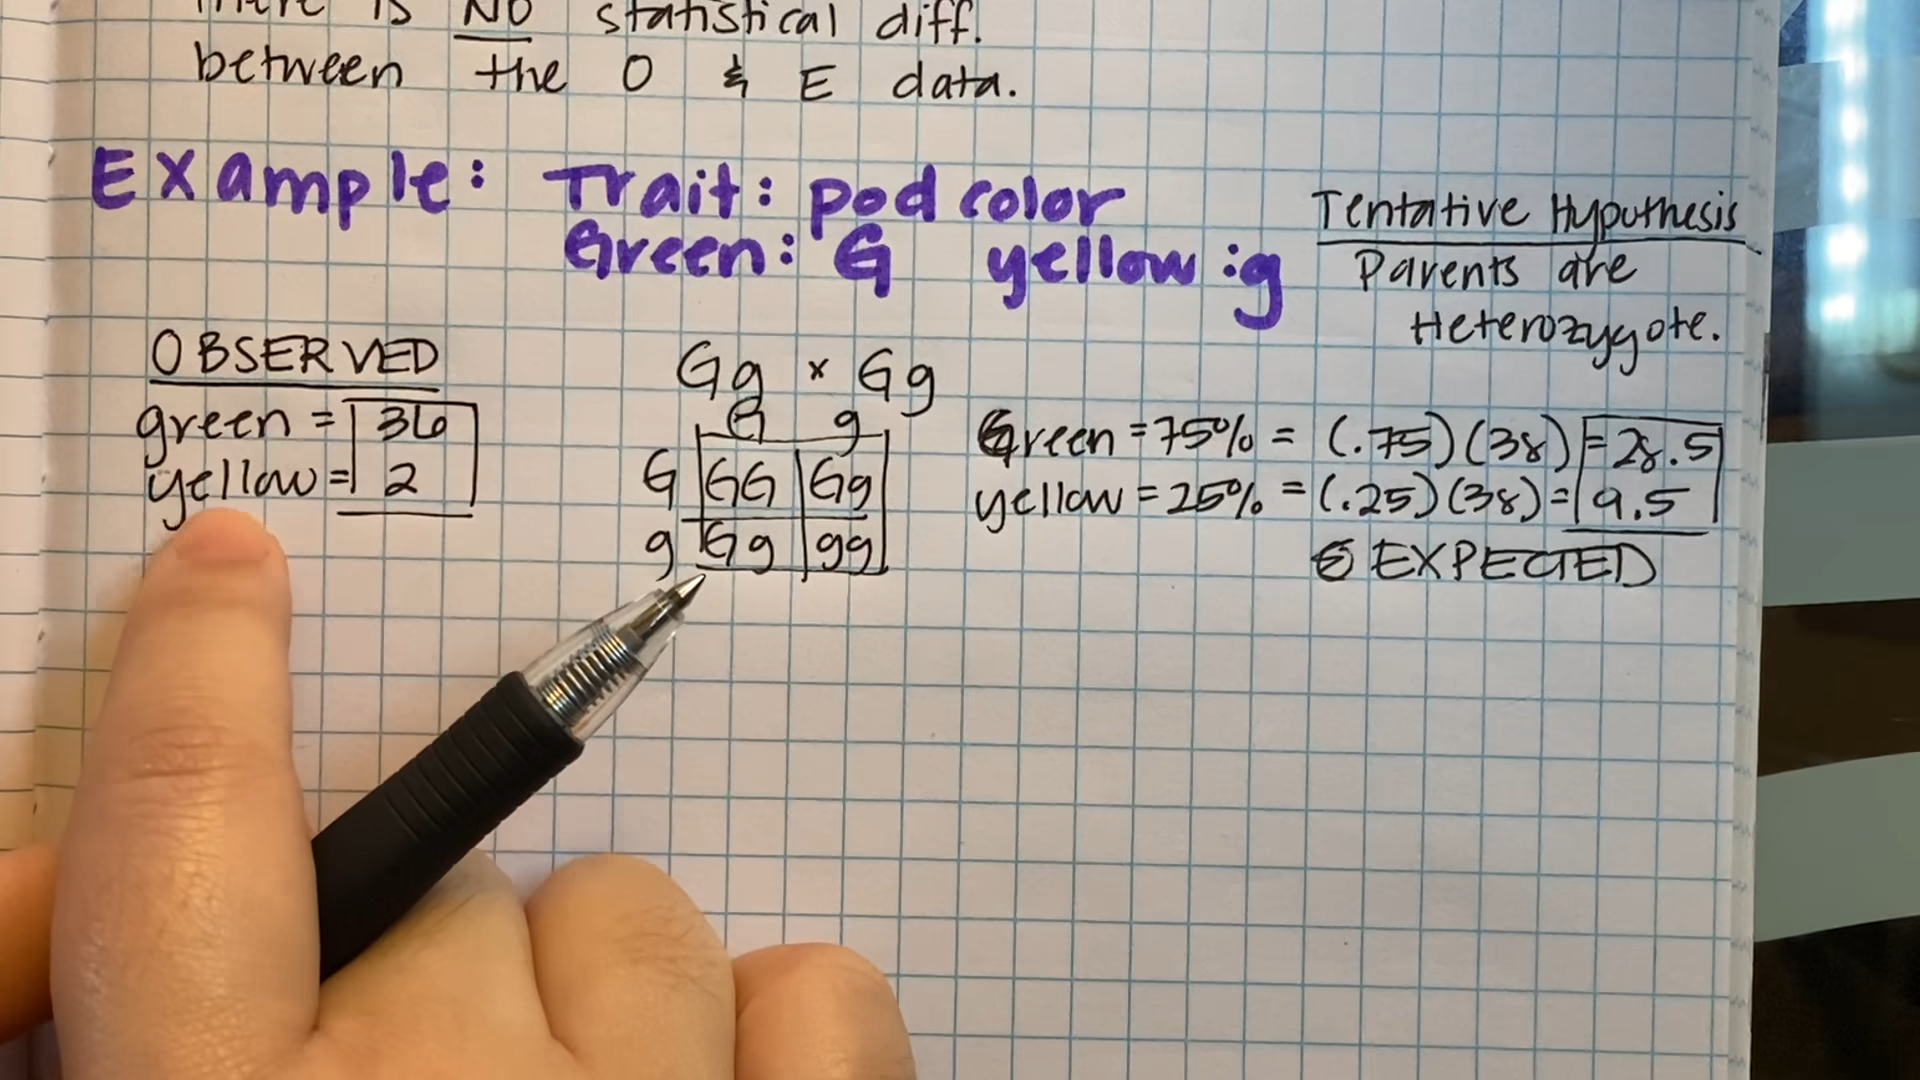 There is NO statistical diff.
between the O & E data.
Example: Trait: pod color
Green: G yellow :g
Tentative Hypothesis
Parents are
Heterozygote.
OBSERVED
green = 36
yellow = 2
Gg x Gg
G g
G GG Gg
g Gg gg
Green = 75% = (.75)(38) = 28.5
yellow = 25% = (.25)(38) = 9.5
EXPECTED